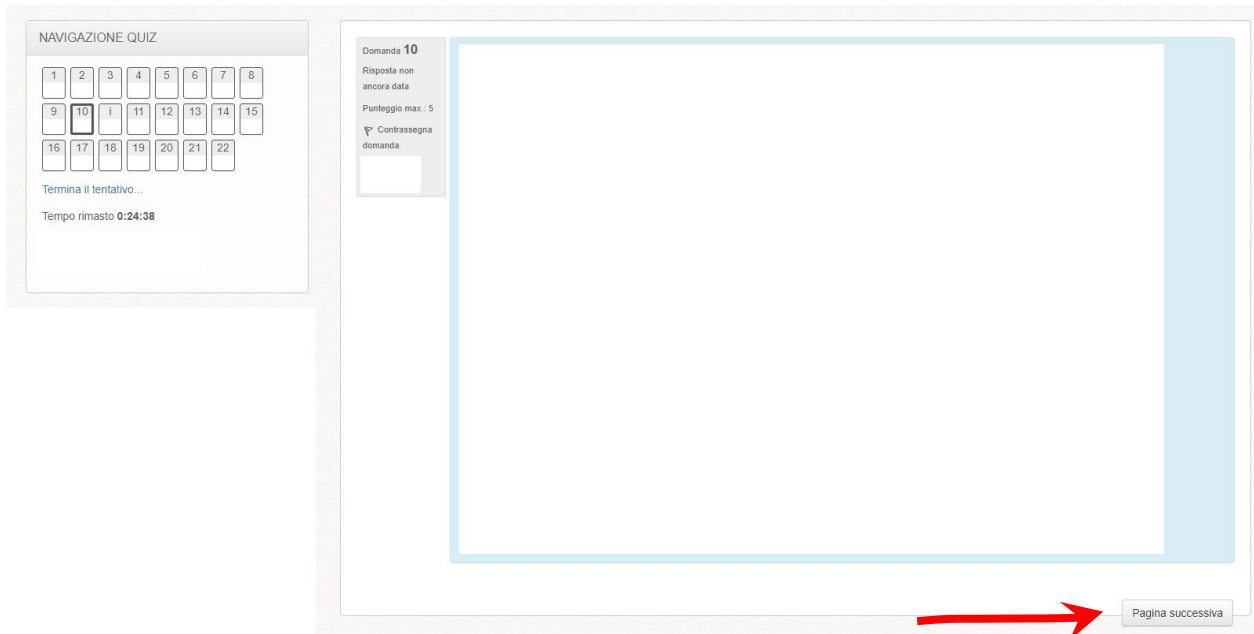 NAVIGAZIONE QUIZ
1 2 3 4 5 6 7 8
9 10 i 11 12 13 14 15
16 17 18 19 20 21 22
Termina il tentativo...
Tempo rimasto 0:24:38
Domanda 10
Risposta non
ancora data
Punteggio max.: 5
Contrassegna
domanda
Pagina successiva